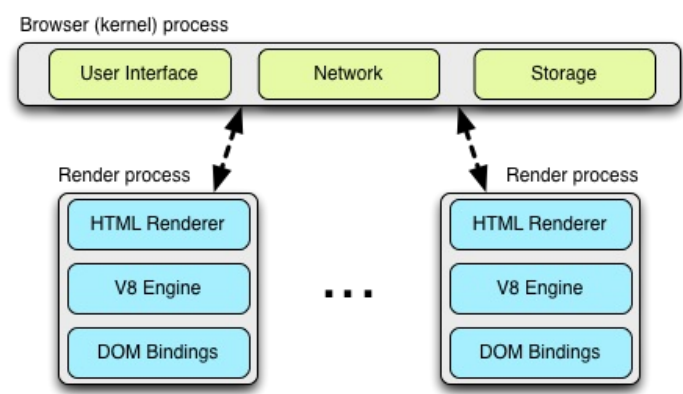 Browser (kernel) process
User Interface
Network
Storage
Render process
Render process
HTML Renderer
V8 Engine
DOM Bindings
...
HTML Renderer
V8 Engine
DOM Bindings